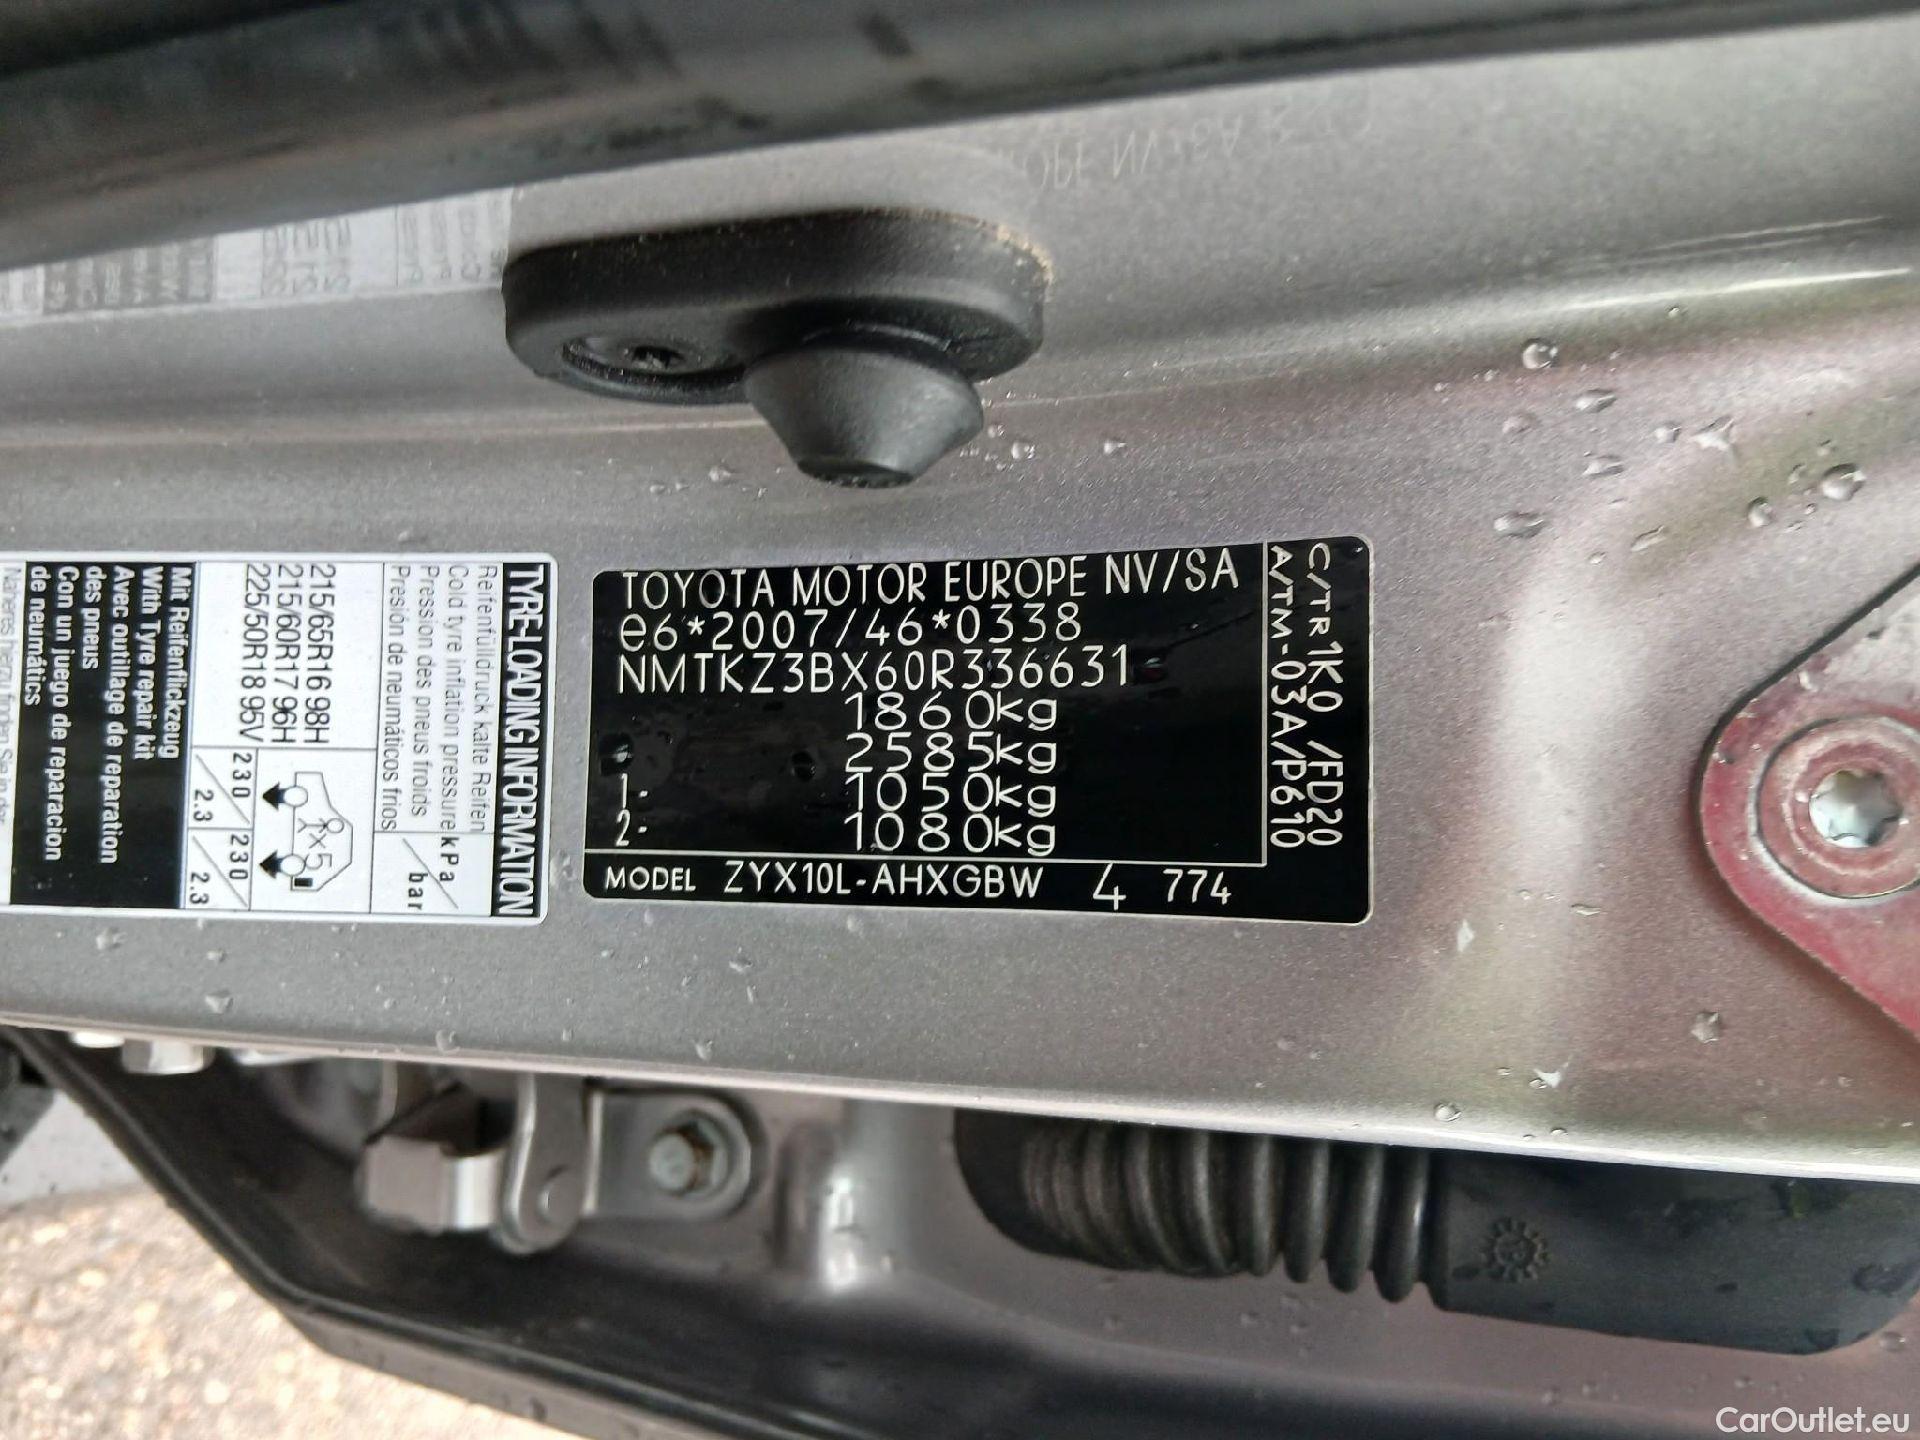 TOYOTA MOTOR EUROPE NV/SA
e6*2007/46*0338
NMTKZ3BX60R336631
1860kg
2585kg
1- 1050kg
2- 1080kg
MODEL ZYX10L-AHXGBW 4 774
C/TR 1K0 /FD20
A/TM-03A/P610
TYRE-LOADING INFORMATION
Reifenfülldruck kalte Reifen
Cold tyre inflation pressure
Pression des pneus froids
Presión de neumáticos frios
kPa/bar
x5
215/65R16 98H
215/60R17 96H
225/50R18 95V
230/2.3
230/2.3
Mit Reifenflickzeug
With Tyre repair kit
Avec outillage de reparation
des pneus
Con un juego de reparacion
de neumátics
CarOutlet.eu